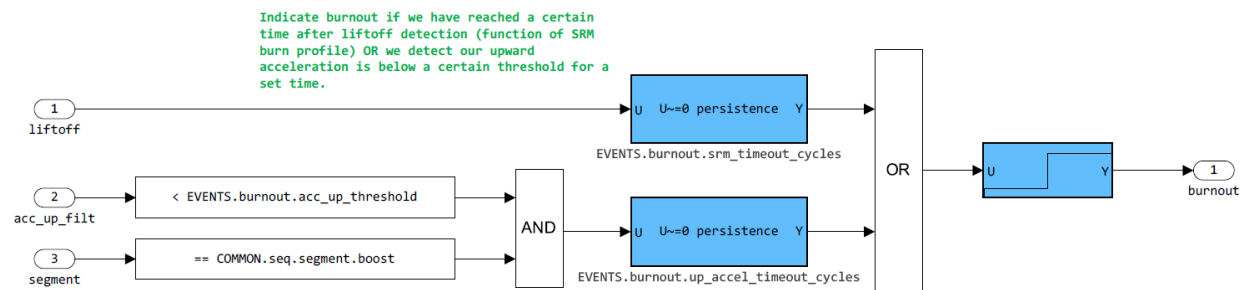 Indicate burnout if we have reached a certain
time after liftoff detection (function of SRM
burn profile) OR we detect our upward
acceleration is below a certain threshold for a
set time.
1
liftoff
U U~=0 persistence Y
EVENTS.burnout.srm_timeout_cycles
2
acc_up_filt
< EVENTS.burnout.acc_up_threshold
3
segment
== COMMON.seq.segment.boost
AND
U U~=0 persistence Y
EVENTS.burnout.up_accel_timeout_cycles
OR
U Y
1
burnout